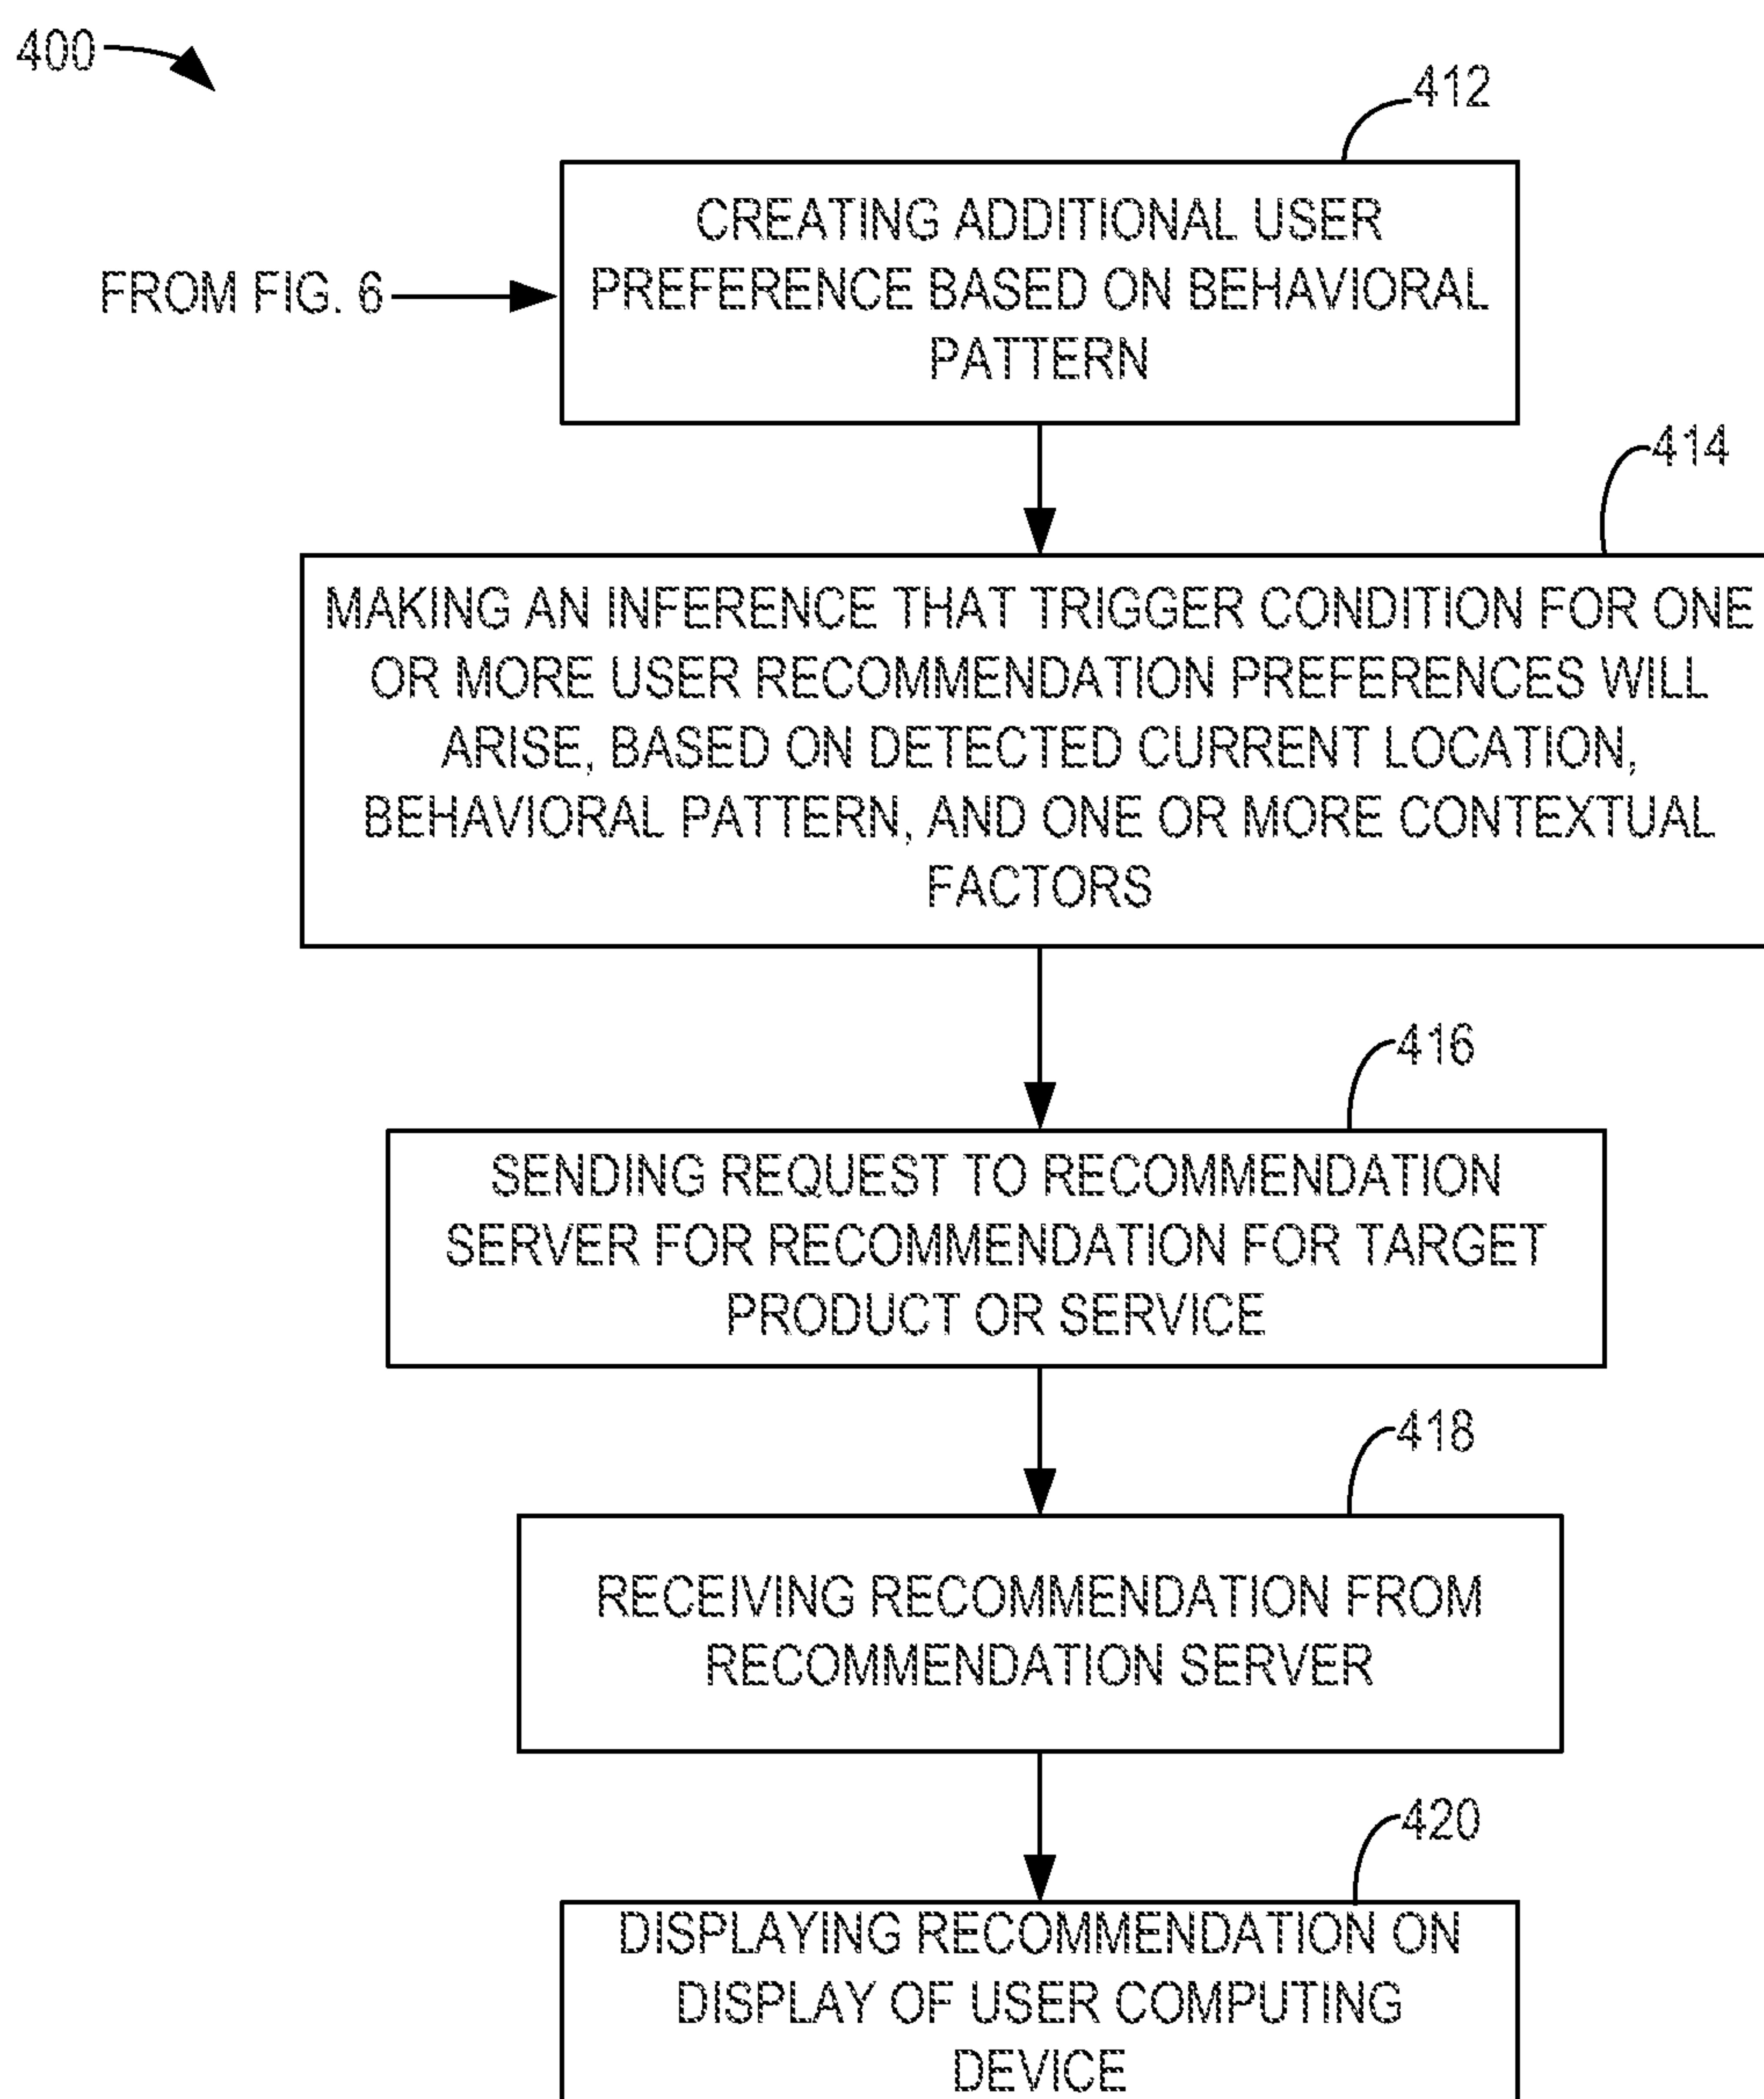 400
412
CREATING ADDITIONAL USER
PREFERENCE BASED ON BEHAVIORAL
PATTERN
FROM FIG. 6
414
MAKING AN INFERENCE THAT TRIGGER CONDITION FOR ONE
OR MORE USER RECOMMENDATION PREFERENCES WILL
ARISE, BASED ON DETECTED CURRENT LOCATION,
BEHAVIORAL PATTERN, AND ONE OR MORE CONTEXTUAL
FACTORS
416
SENDING REQUEST TO RECOMMENDATION
SERVER FOR RECOMMENDATION FOR TARGET
PRODUCT OR SERVICE
418
RECEIVING RECOMMENDATION FROM
RECOMMENDATION SERVER
420
DISPLAYING RECOMMENDATION ON
DISPLAY OF USER COMPUTING
DEVICE